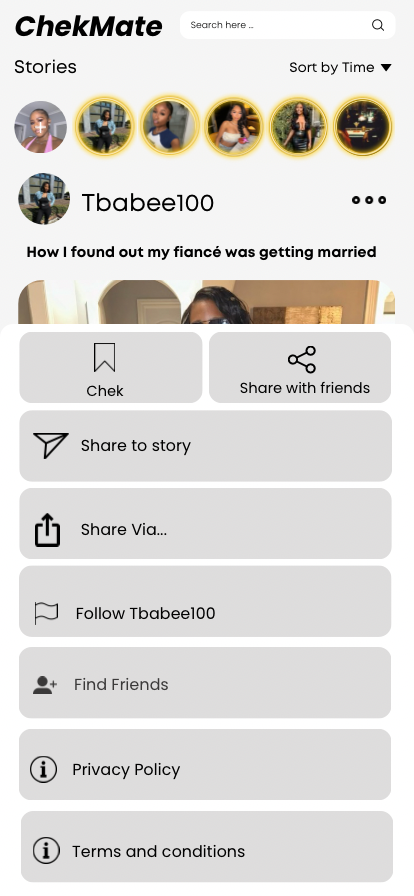 ChekMate
Search here ..
Stories
Sort by Time
Tbabee100
How I found out my fiancé was getting married
Chek
Share with friends
Share to story
Share Via...
Follow Tbabee100
Find Friends
Privacy Policy
Terms and conditions